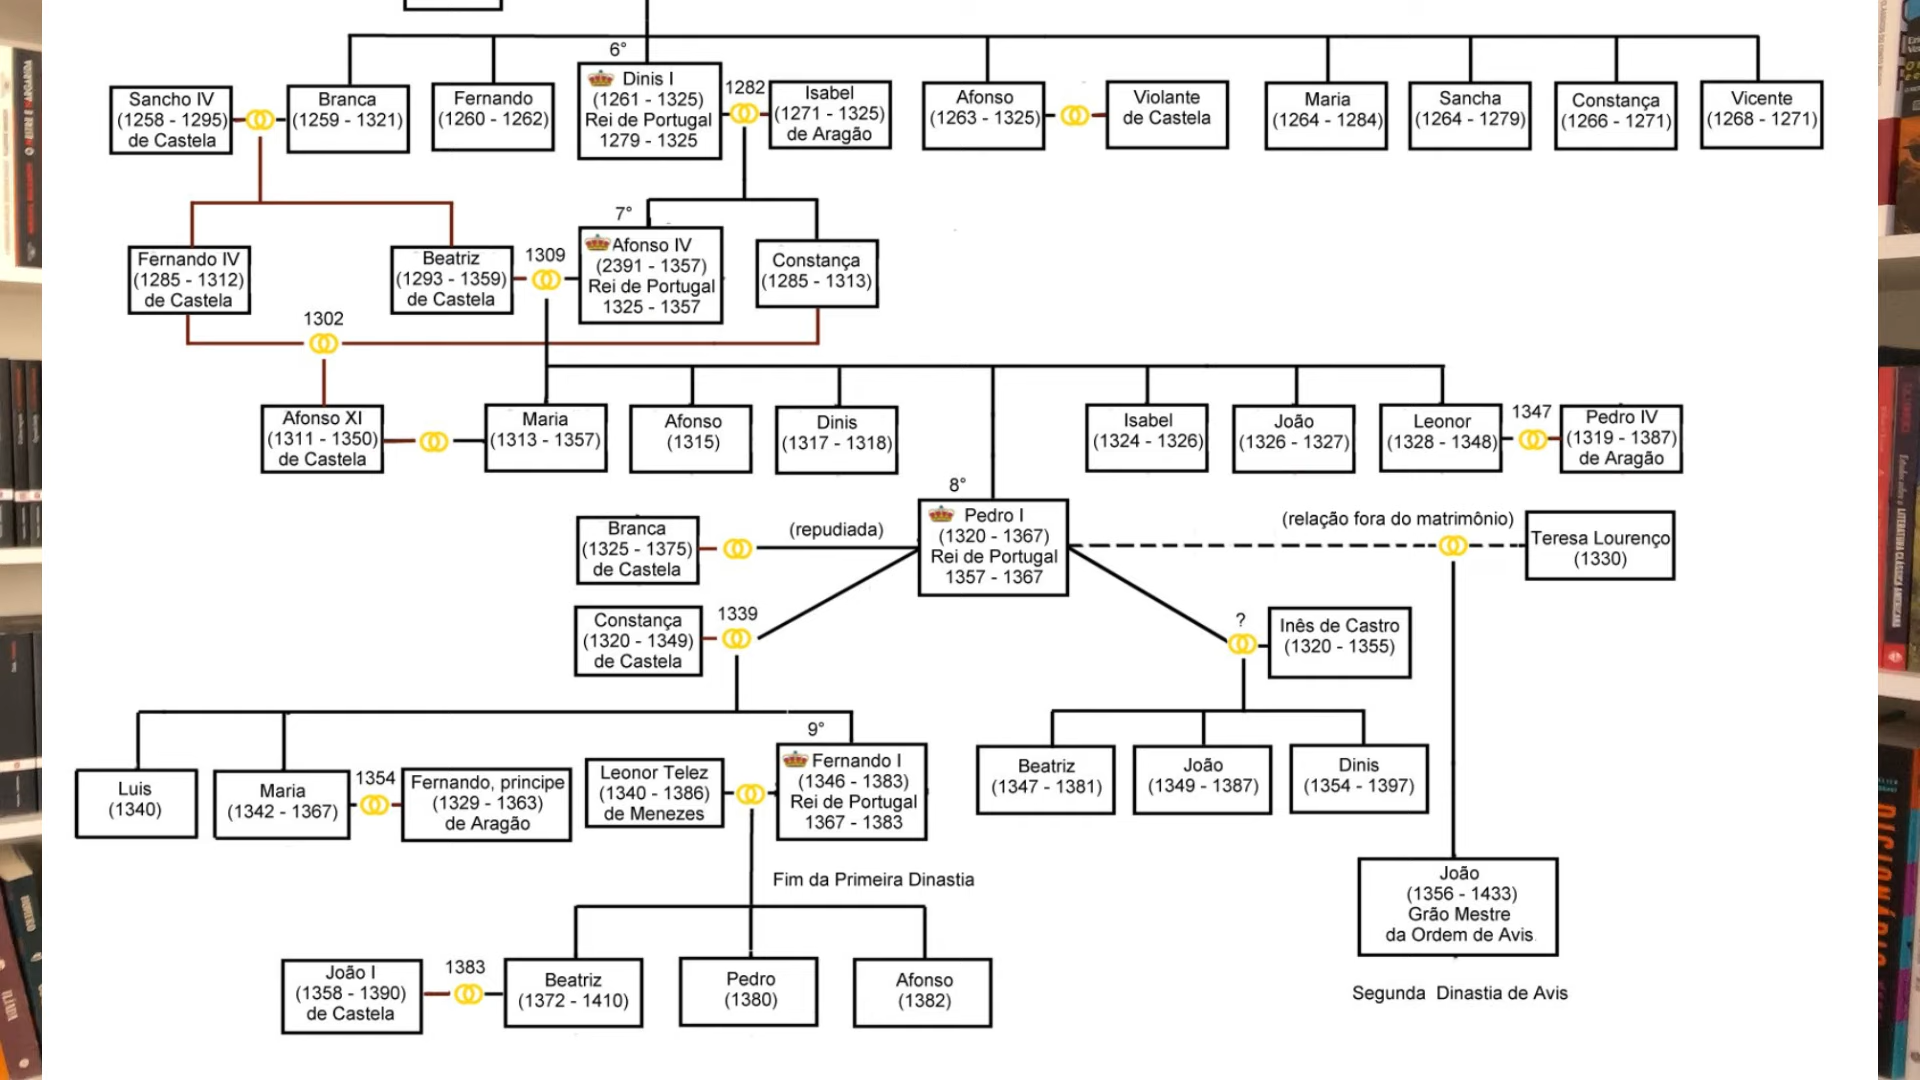 6°
Sancho IV
(1258 - 1295)
de Castela
Branca
(1259 - 1321)
Fernando
(1260 - 1262)
Dinis I
(1261 - 1325)
Rei de Portugal
1279 - 1325
1282
Isabel
(1271 - 1325)
de Aragão
Afonso
(1263 - 1325)
Violante
de Castela
Maria
(1264 - 1284)
Sancha
(1264 - 1279)
Constança
(1266 - 1271)
Vicente
(1268 - 1271)
7°
Fernando IV
(1285 - 1312)
de Castela
Beatriz
(1293 - 1359)
de Castela
1309
Afonso IV
(2391 - 1357)
Rei de Portugal
1325 - 1357
Constança
(1285 - 1313)
1302
Afonso XI
(1311 - 1350)
de Castela
Maria
(1313 - 1357)
Afonso
(1315)
Dinis
(1317 - 1318)
Isabel
(1324 - 1326)
João
(1326 - 1327)
Leonor
(1328 - 1348)
1347
Pedro IV
(1319 - 1387)
de Aragão
8°
Branca
(1325 - 1375)
de Castela
(repudiada)
Pedro I
(1320 - 1367)
Rei de Portugal
1357 - 1367
(relação fora do matrimônio)
Teresa Lourenço
(1330)
Constança
(1320 - 1349)
de Castela
1339
?
Inês de Castro
(1320 - 1355)
9°
Luis
(1340)
Maria
(1342 - 1367)
1354
Fernando, principe
(1329 - 1363)
de Aragão
Leonor Telez
(1340 - 1386)
de Menezes
Fernando I
(1346 - 1383)
Rei de Portugal
1367 - 1383
Beatriz
(1347 - 1381)
João
(1349 - 1387)
Dinis
(1354 - 1397)
Fim da Primeira Dinastia
João
(1356 - 1433)
Grão Mestre
da Ordem de Avis
João I
(1358 - 1390)
de Castela
1383
Beatriz
(1372 - 1410)
Pedro
(1380)
Afonso
(1382)
Segunda Dinastia de Avis